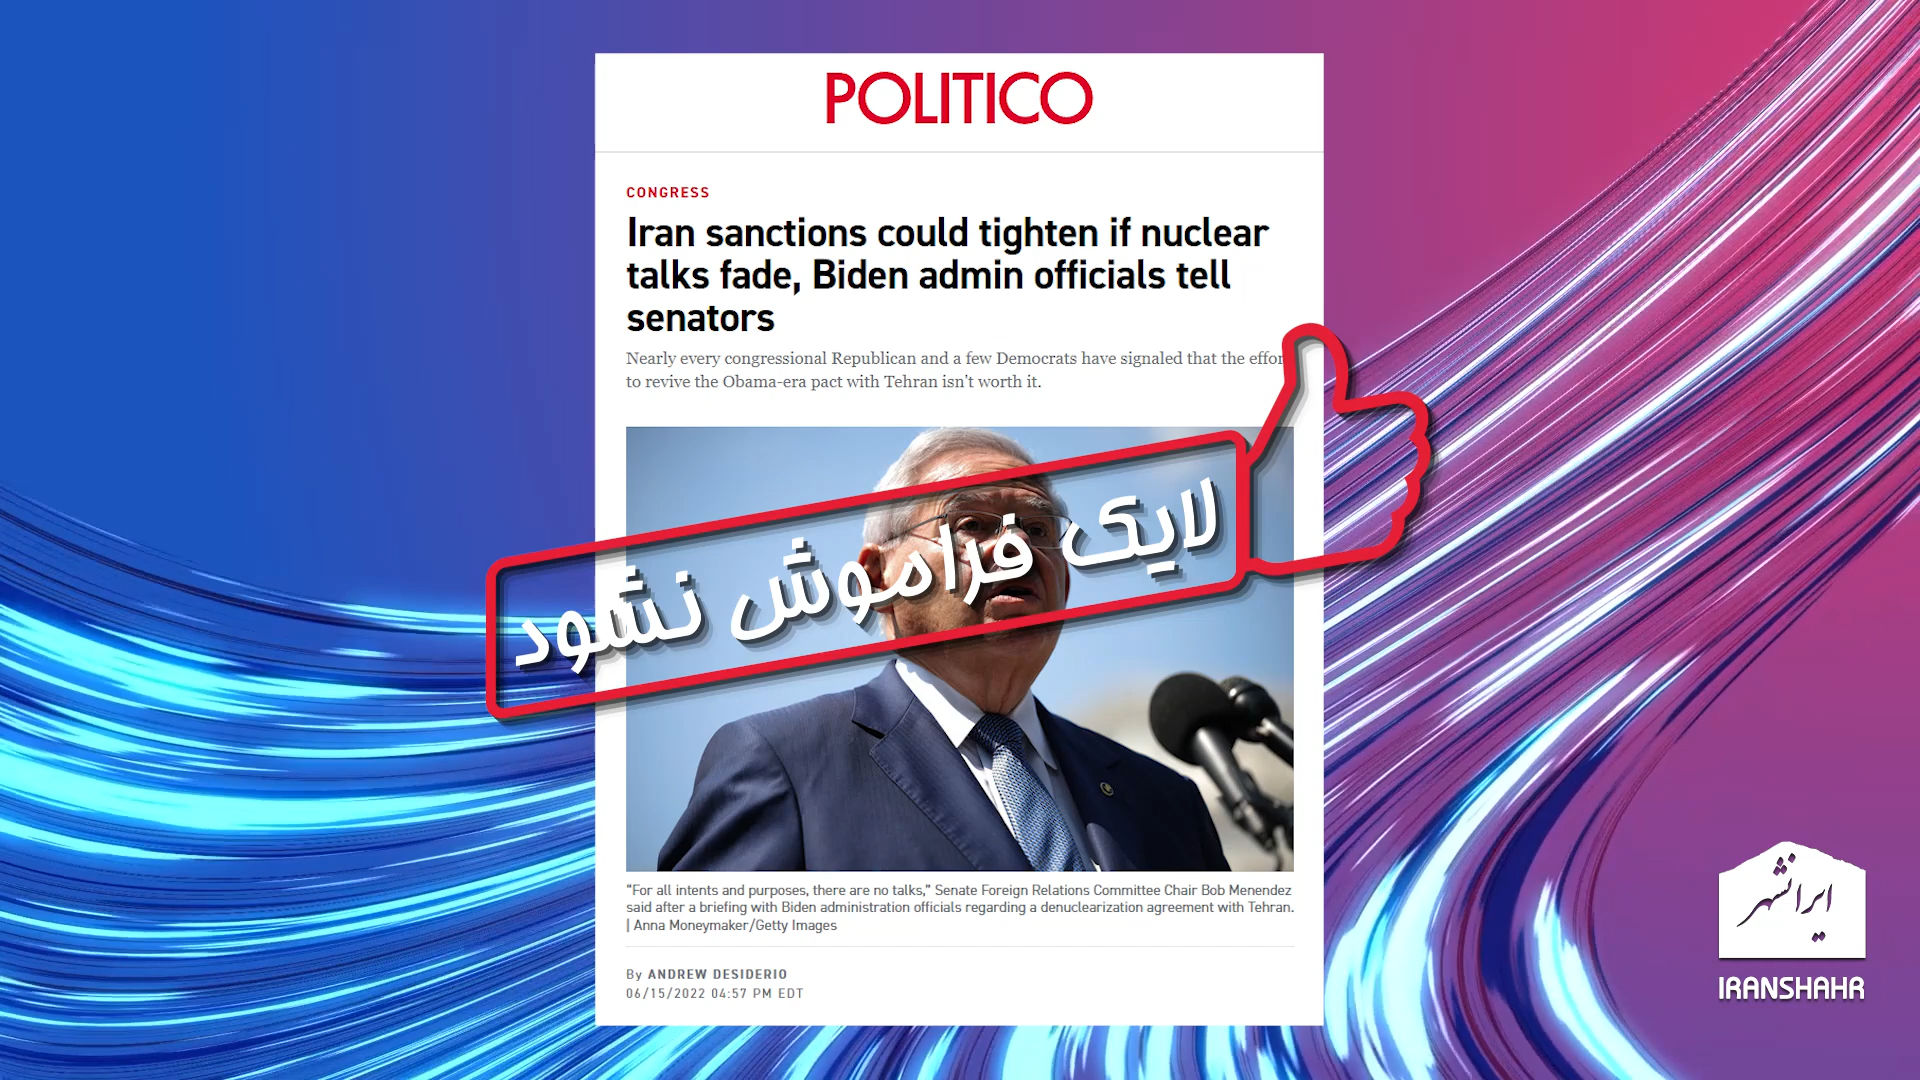 POLITICO
CONGRESS
Iran sanctions could tighten if nuclear
talks fade, Biden admin officials tell
senators
Nearly every congressional Republican and a few Democrats have signaled that the effor
to revive the Obama-era pact with Tehran isn't worth it.
لایک فراموش نشود
“For all intents and purposes, there are no talks,” Senate Foreign Relations Committee Chair Bob Menendez
said after a briefing with Biden administration officials regarding a denuclearization agreement with Tehran.
| Anna Moneymaker/Getty Images
By ANDREW DESIDERIO
06/15/2022 04:57 PM EDT
ایرانشهر
IRANSHAHR